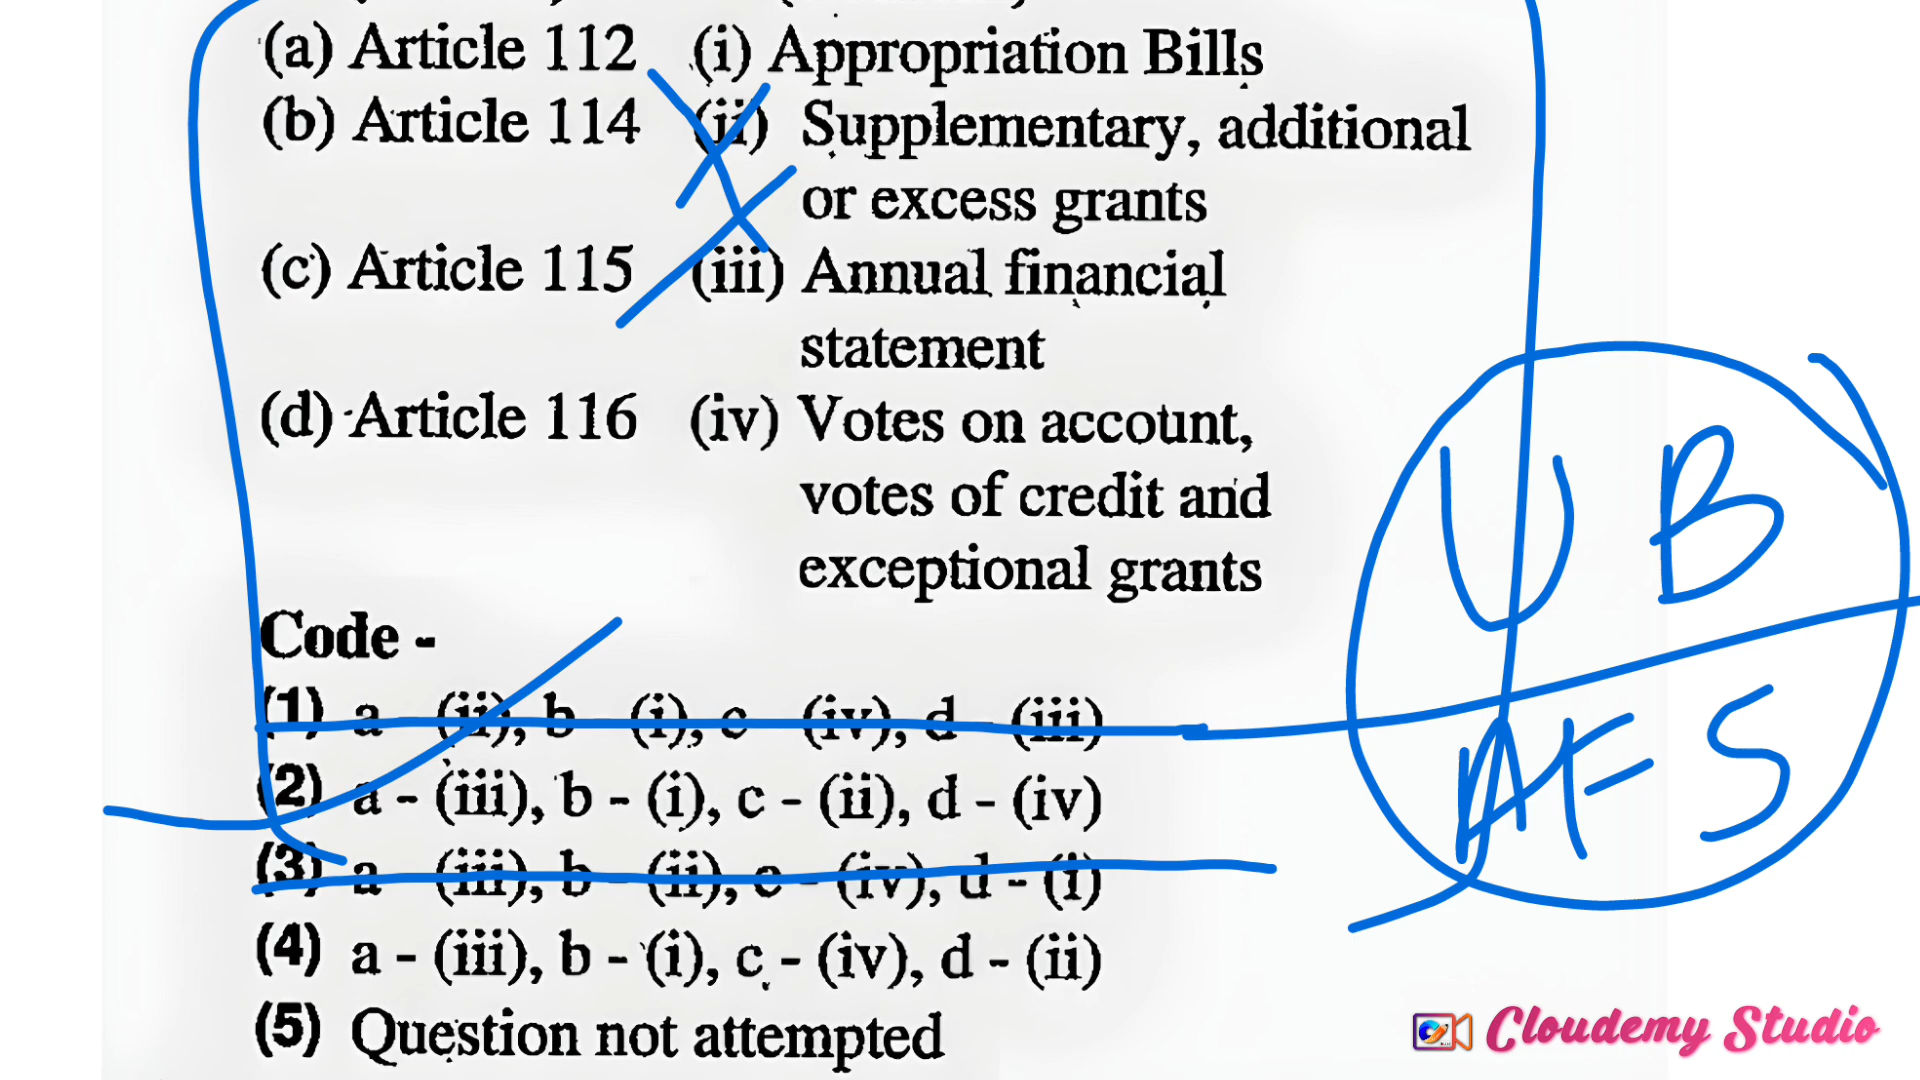 (a) Article 112 (i) Appropriation Bills
(b) Article 114 (ii) Supplementary, additional
or excess grants
(c) Article 115 (iii) Annual financial
statement
(d) Article 116 (iv) Votes on account,
votes of credit and
exceptional grants
Code -
(1) a - (ii), b - (i), c - (iv), d - (iii)
(2) a - (iii), b - (i), c - (ii), d - (iv)
(3) a - (iii), b - (ii), c - (iv), d - (i)
(4) a - (iii), b - (i), c - (iv), d - (ii)
(5) Question not attempted
U B
AFS
Cloudemy Studio